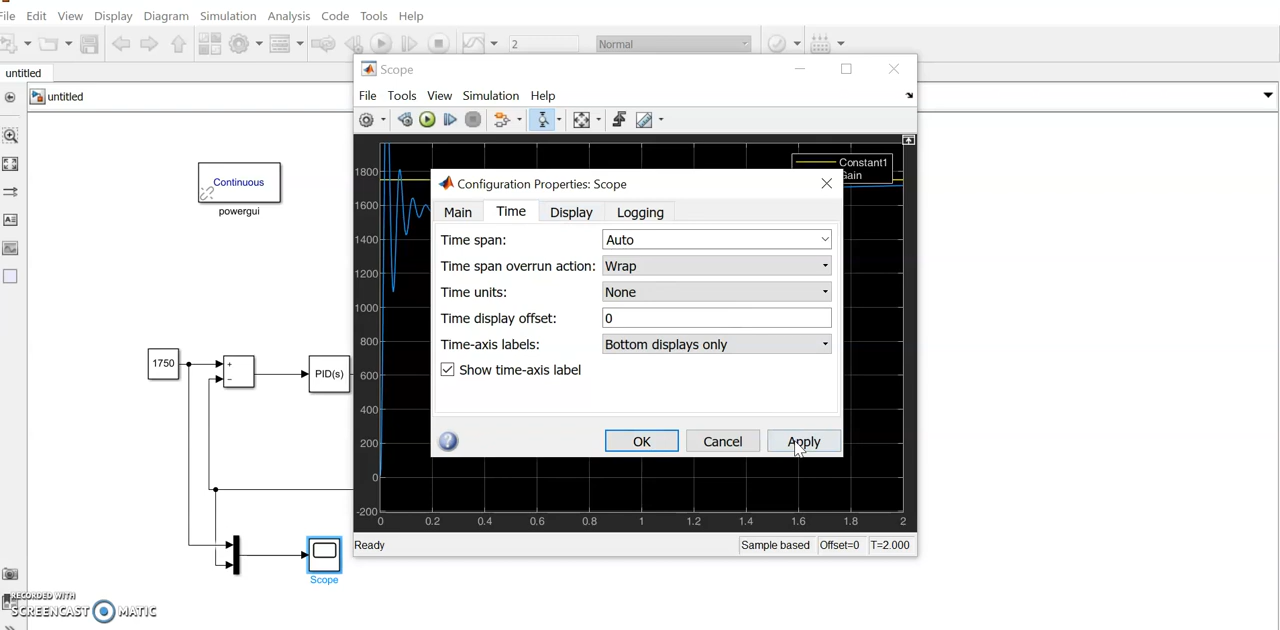 File Edit View Display Diagram Simulation Analysis Code Tools Help
2 Normal
untitled
untitled
Continuous
powergui
1750
+
−
PID(s)
Scope
RECORDED WITH
SCREENCAST MATIC
Scope
File Tools View Simulation Help
Constant1
Gain
1800
1600
1400
1200
1000
800
600
400
200
0
-200
0 0.2 0.4 0.6 0.8 1 1.2 1.4 1.6 1.8 2
Ready Sample based Offset=0 T=2.000
Configuration Properties: Scope
Main Time Display Logging
Time span: Auto
Time span overrun action: Wrap
Time units: None
Time display offset: 0
Time-axis labels: Bottom displays only
Show time-axis label
OK Cancel Apply